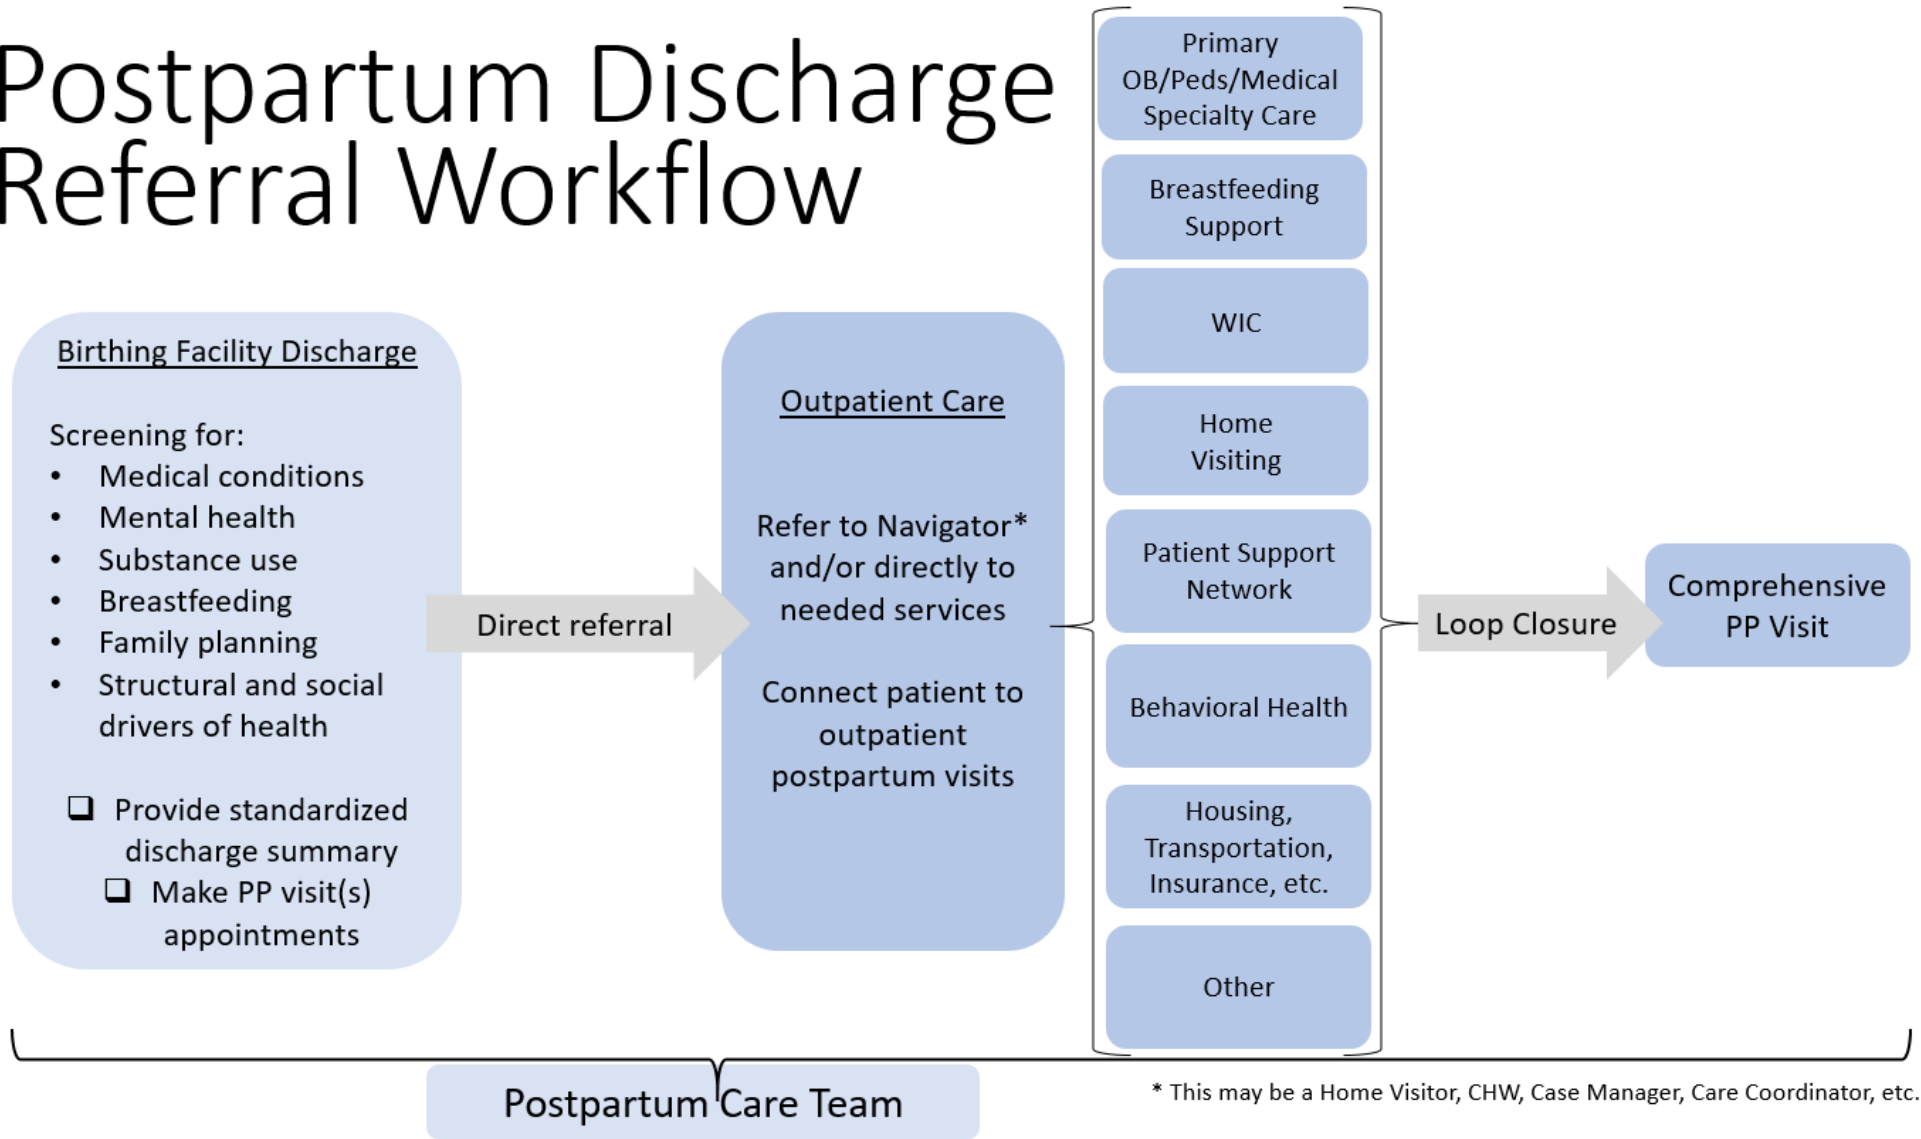 Postpartum Discharge
Referral Workflow
Birthing Facility Discharge
Screening for:
• Medical conditions
• Mental health
• Substance use
• Breastfeeding
• Family planning
• Structural and social
drivers of health
❑ Provide standardized
discharge summary
❑ Make PP visit(s)
appointments
Direct referral
Outpatient Care
Refer to Navigator*
and/or directly to
needed services
Connect patient to
outpatient
postpartum visits
Primary
OB/Peds/Medical
Specialty Care
Breastfeeding
Support
WIC
Home
Visiting
Patient Support
Network
Behavioral Health
Housing,
Transportation,
Insurance, etc.
Other
Loop Closure
Comprehensive
PP Visit
Postpartum Care Team
* This may be a Home Visitor, CHW, Case Manager, Care Coordinator, etc.